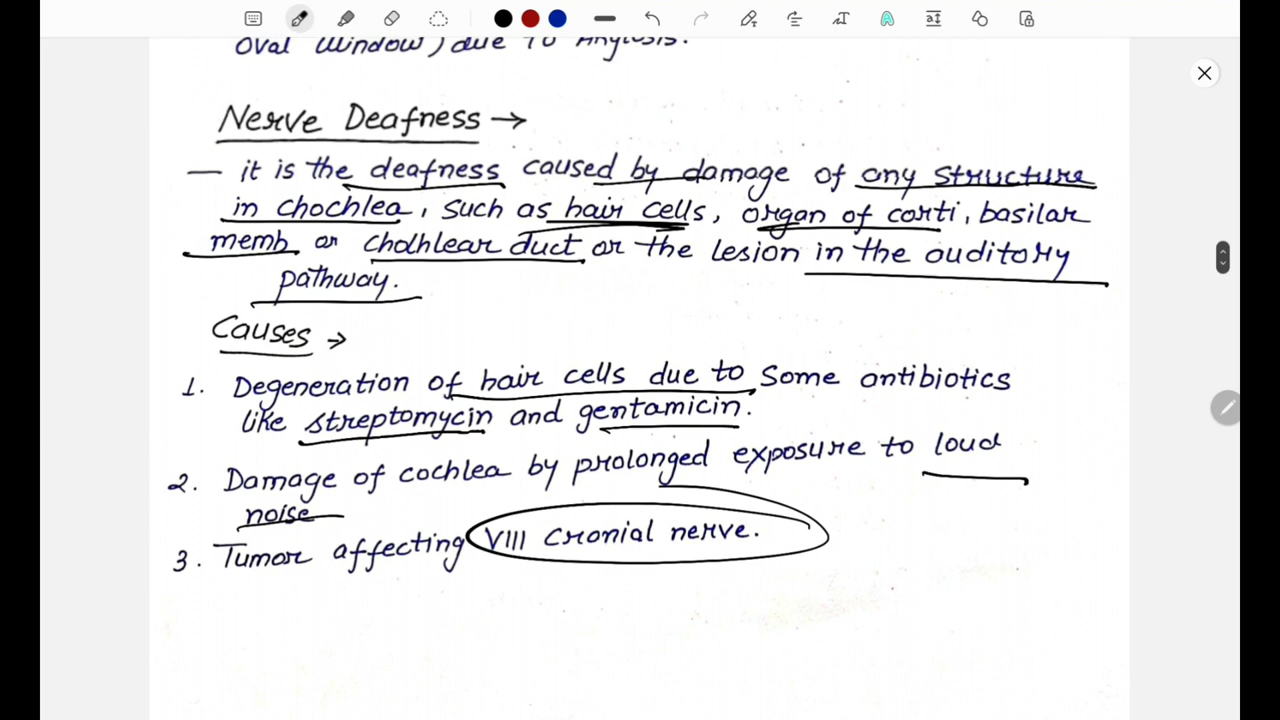 oval window) due to Anylosis.
Nerve Deafness →
— it is the deafness caused by damage of any structure
in chochlea, such as hair cells, organ of corti, basilar
memb or choLhlear duct or the lesion in the auditory
pathway.
Causes →
1. Degeneration of hair cells due to some antibiotics
like streptomycin and gentamicin.
2. Damage of cochlea by prolonged exposure to loud
noise
3. Tumor affecting VIII cronial nerve.